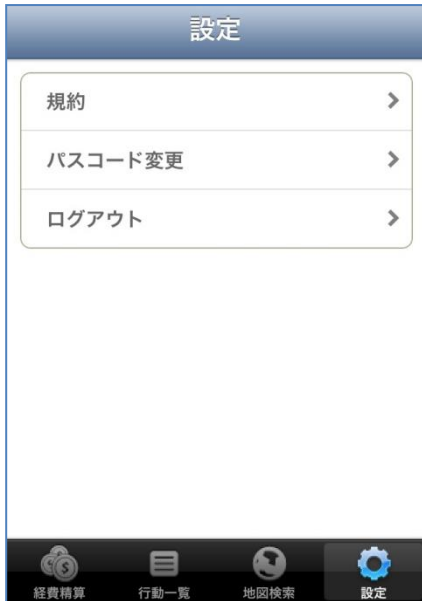 設定
規約
パスコード変更
ログアウト
経費精算 行動一覧 地図検索 設定